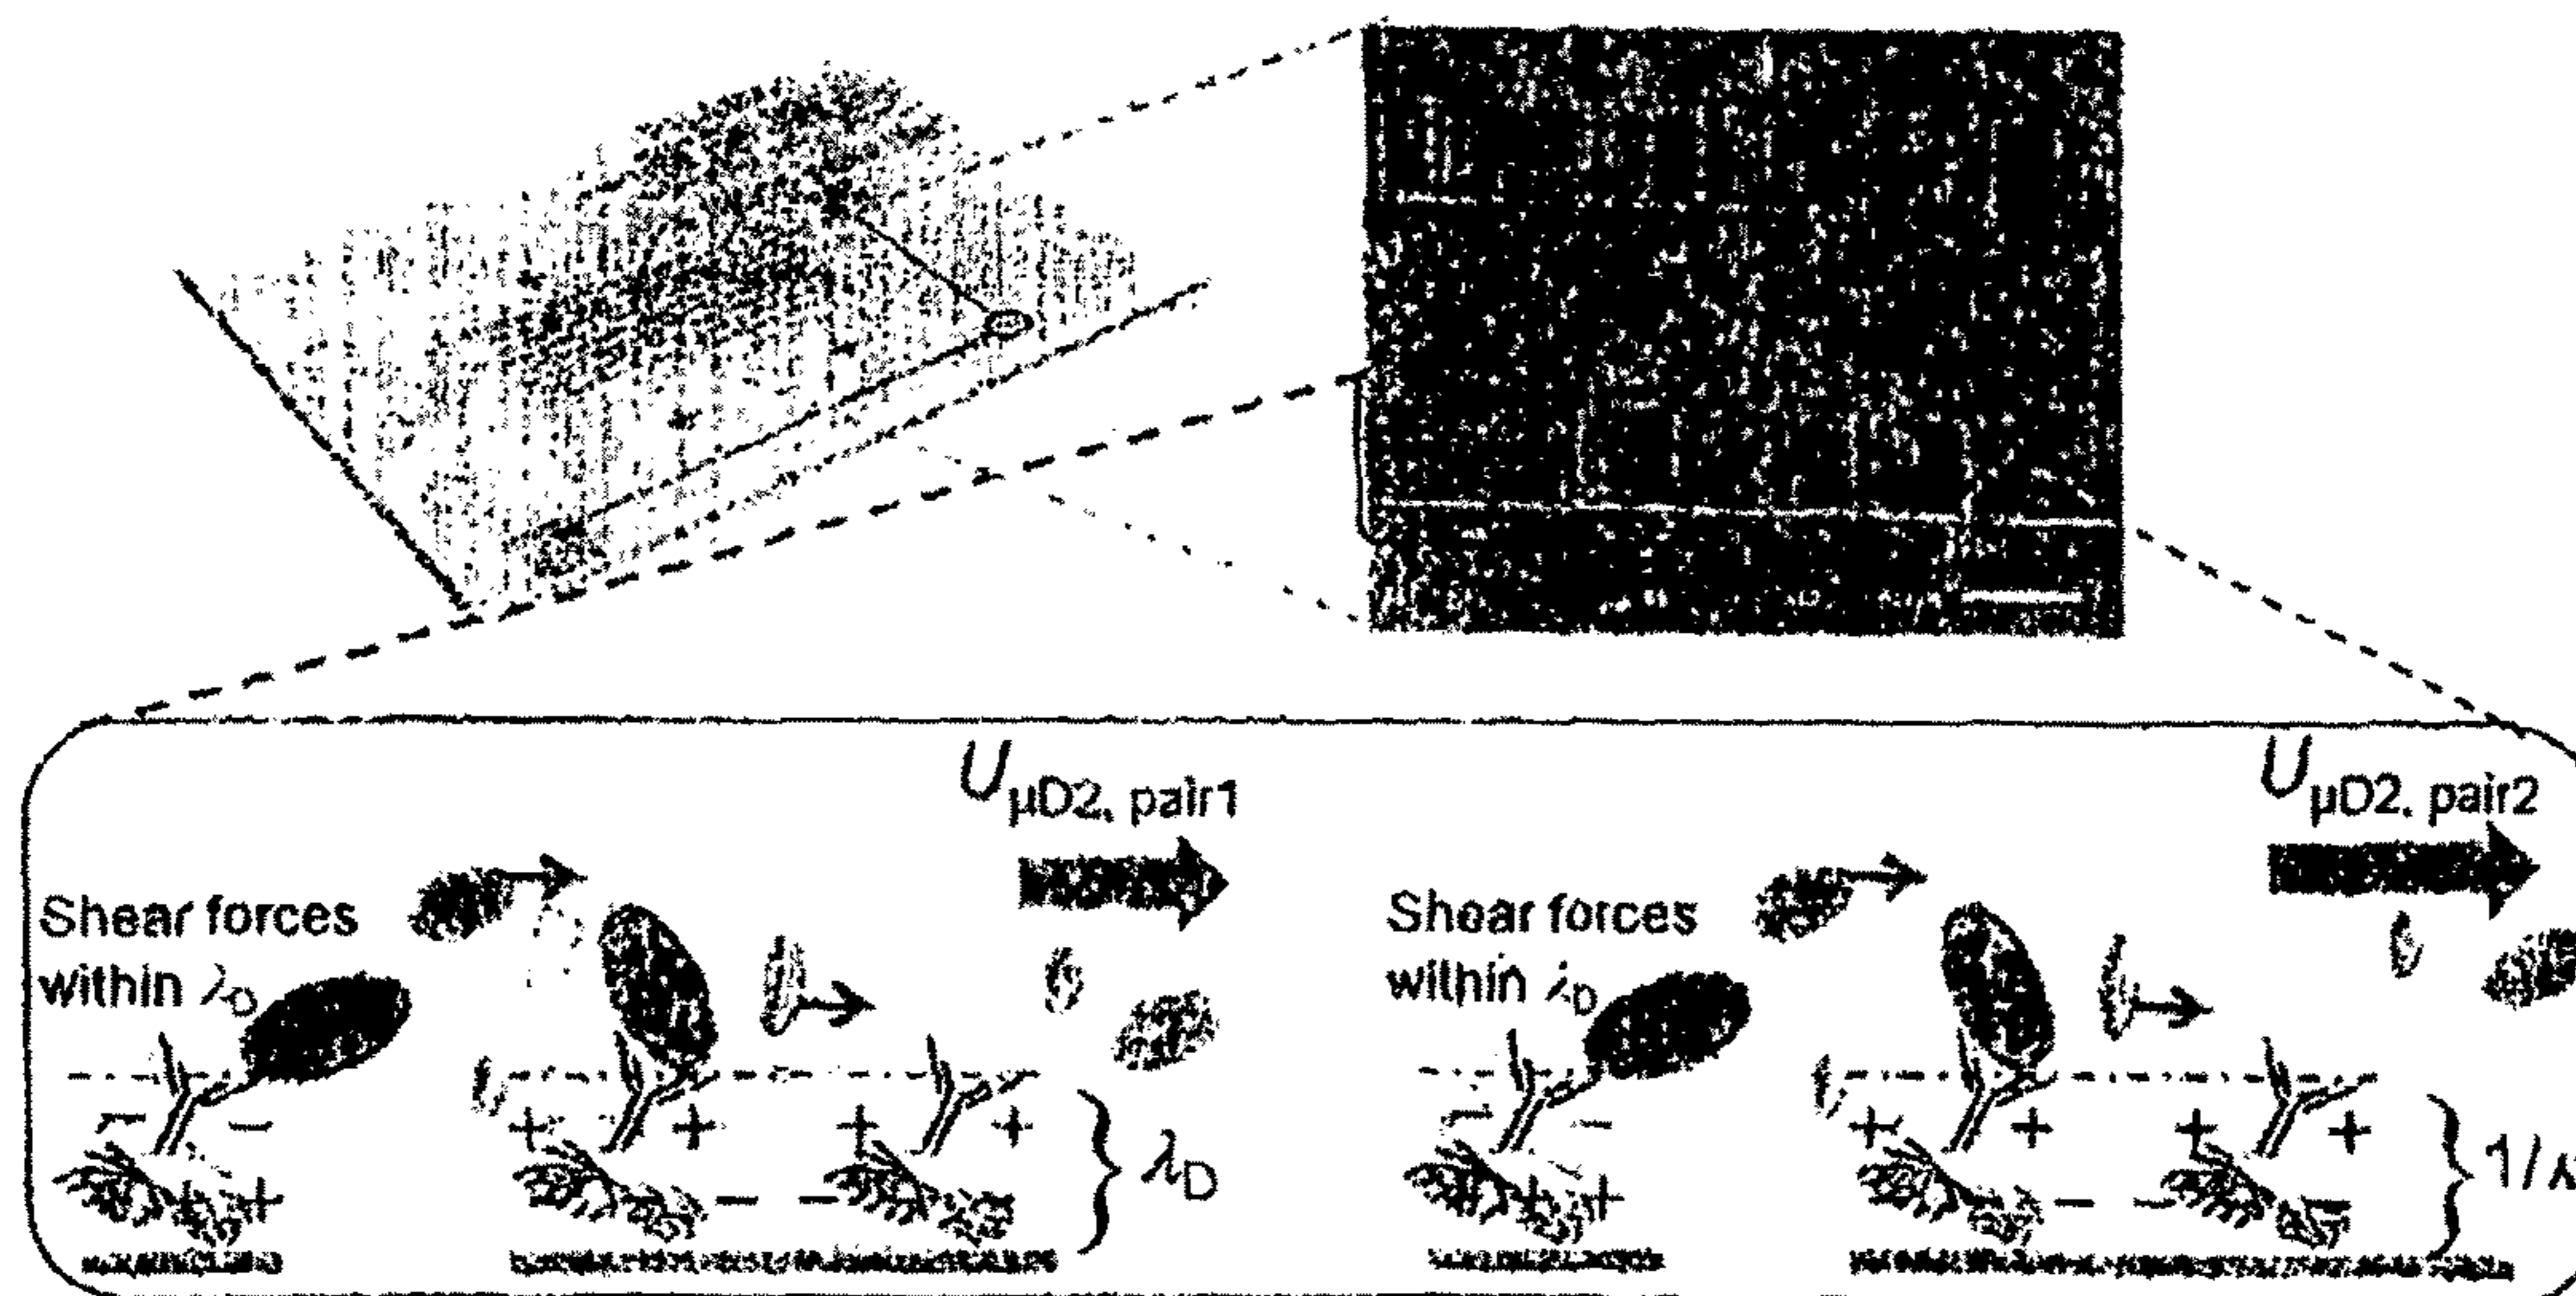 UμD2, pair1
UμD2, pair2
Shear forces
within λD
Shear forces
within λD
− − + + + +
− − + + + +
+ − − −
+ + − − −
λD
1/